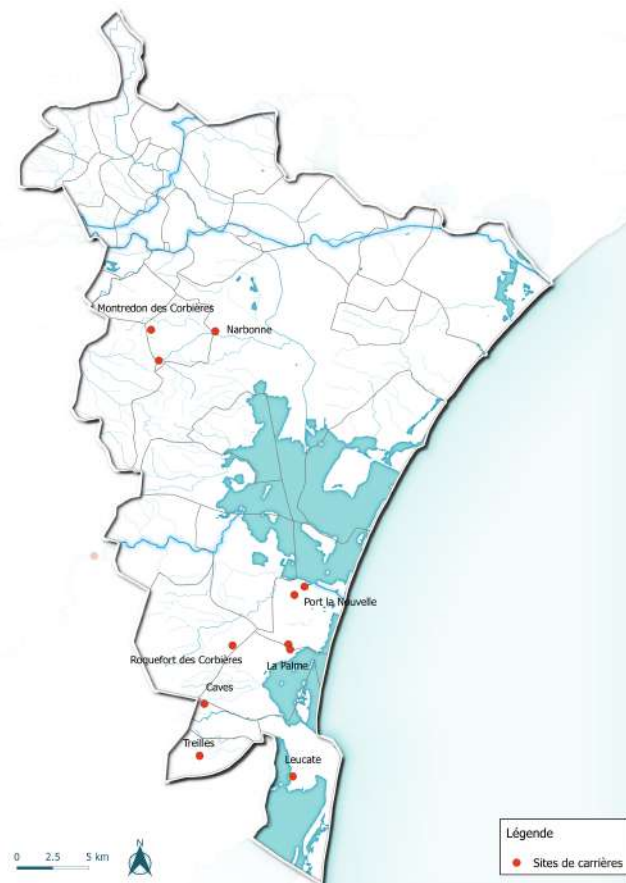 Montredon des Corbières
Narbonne
Port la Nouvelle
Roquefort des Corbières
La Palme
Caves
Treilles
Leucate
0 2.5 5 km
N
Légende
Sites de carrières